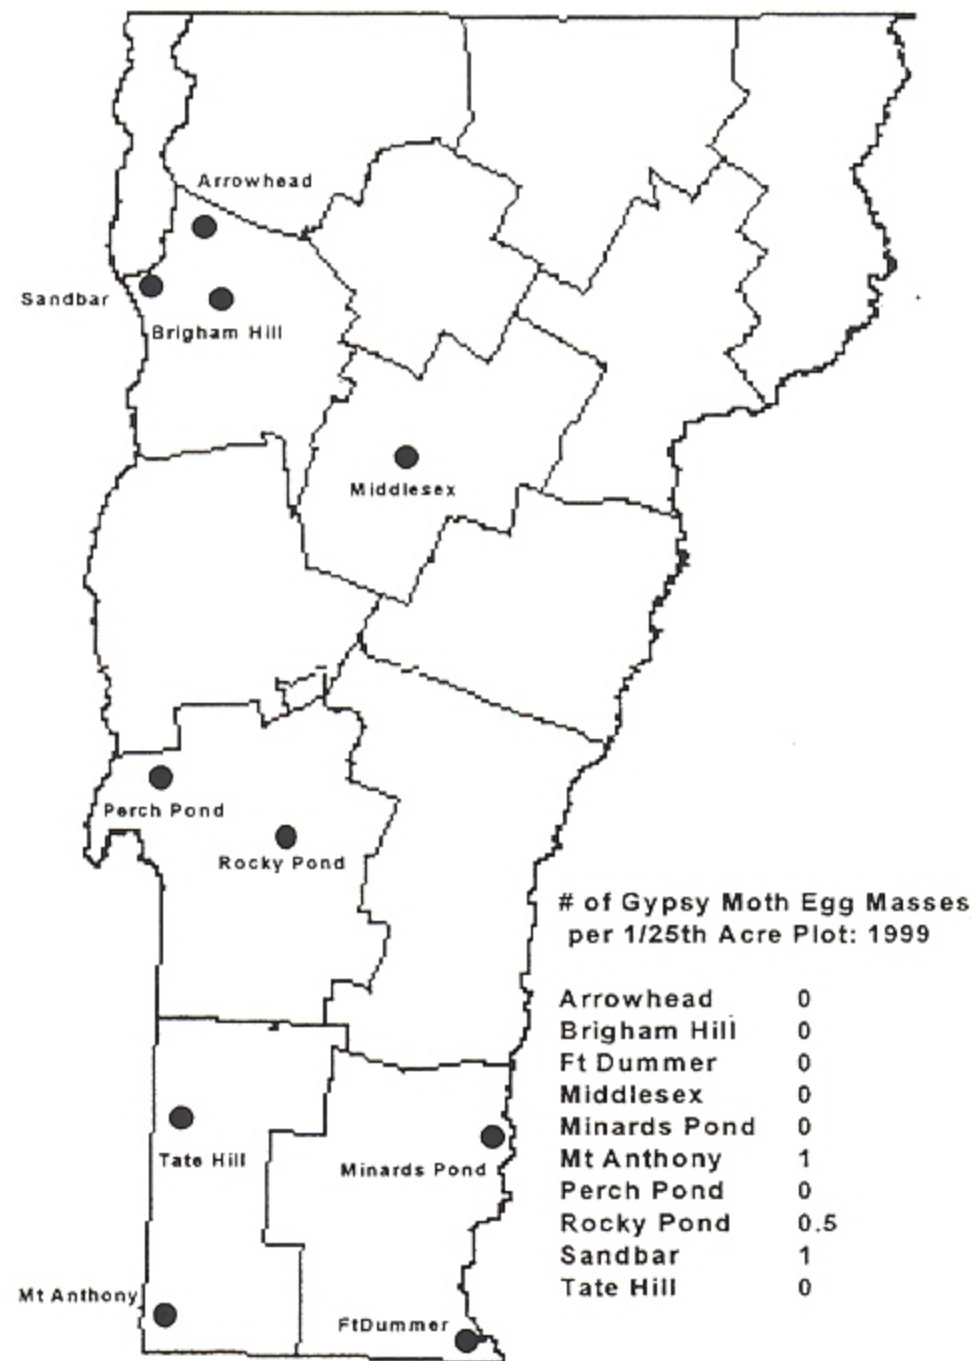 Arrowhead
Sandbar
Brigham Hill
Middlesex
Perch Pond
Rocky Pond
# of Gypsy Moth Egg Masses
per 1/25th Acre Plot: 1999
Arrowhead 0
Brigham Hill 0
Ft Dummer 0
Middlesex 0
Minards Pond 0
Mt Anthony 1
Perch Pond 0
Rocky Pond 0.5
Sandbar 1
Tate Hill 0
Tate Hill
Minards Pond
Mt Anthony
FtDummer